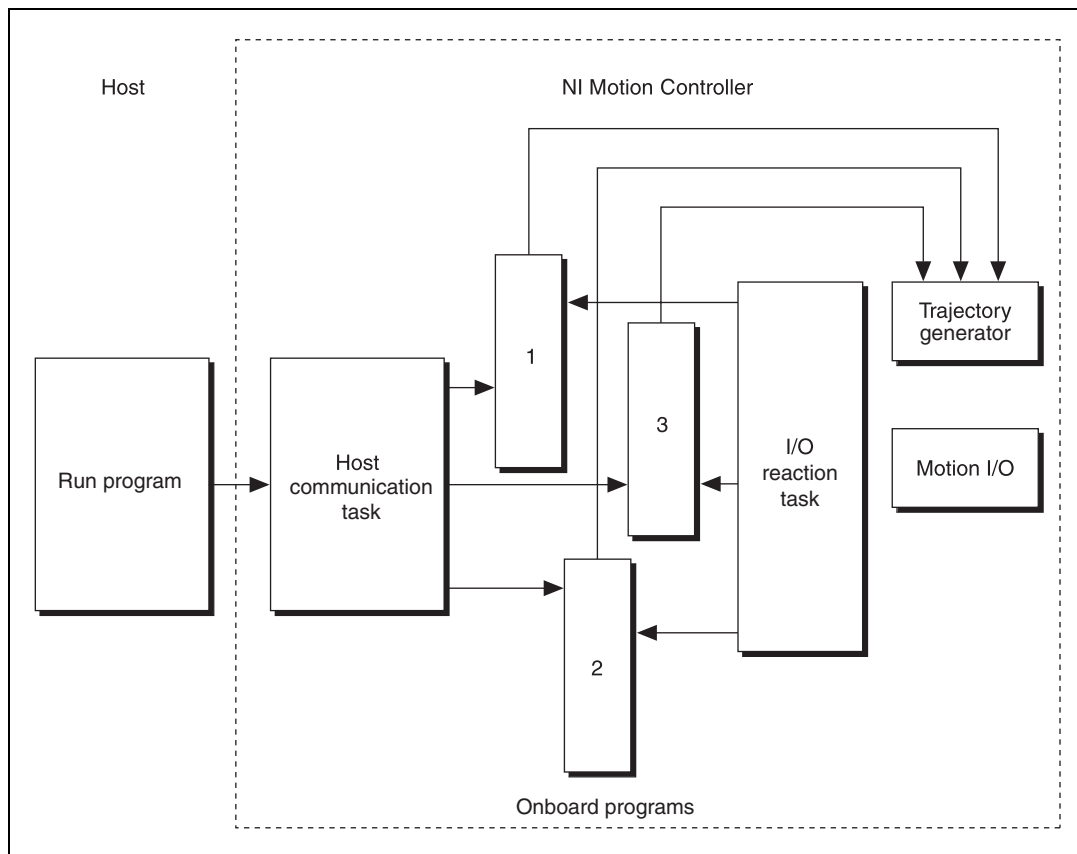 Host
NI Motion Controller
Trajectory
generator
1
3
Run program
Host
communication
task
I/O
reaction
task
Motion I/O
2
Onboard programs